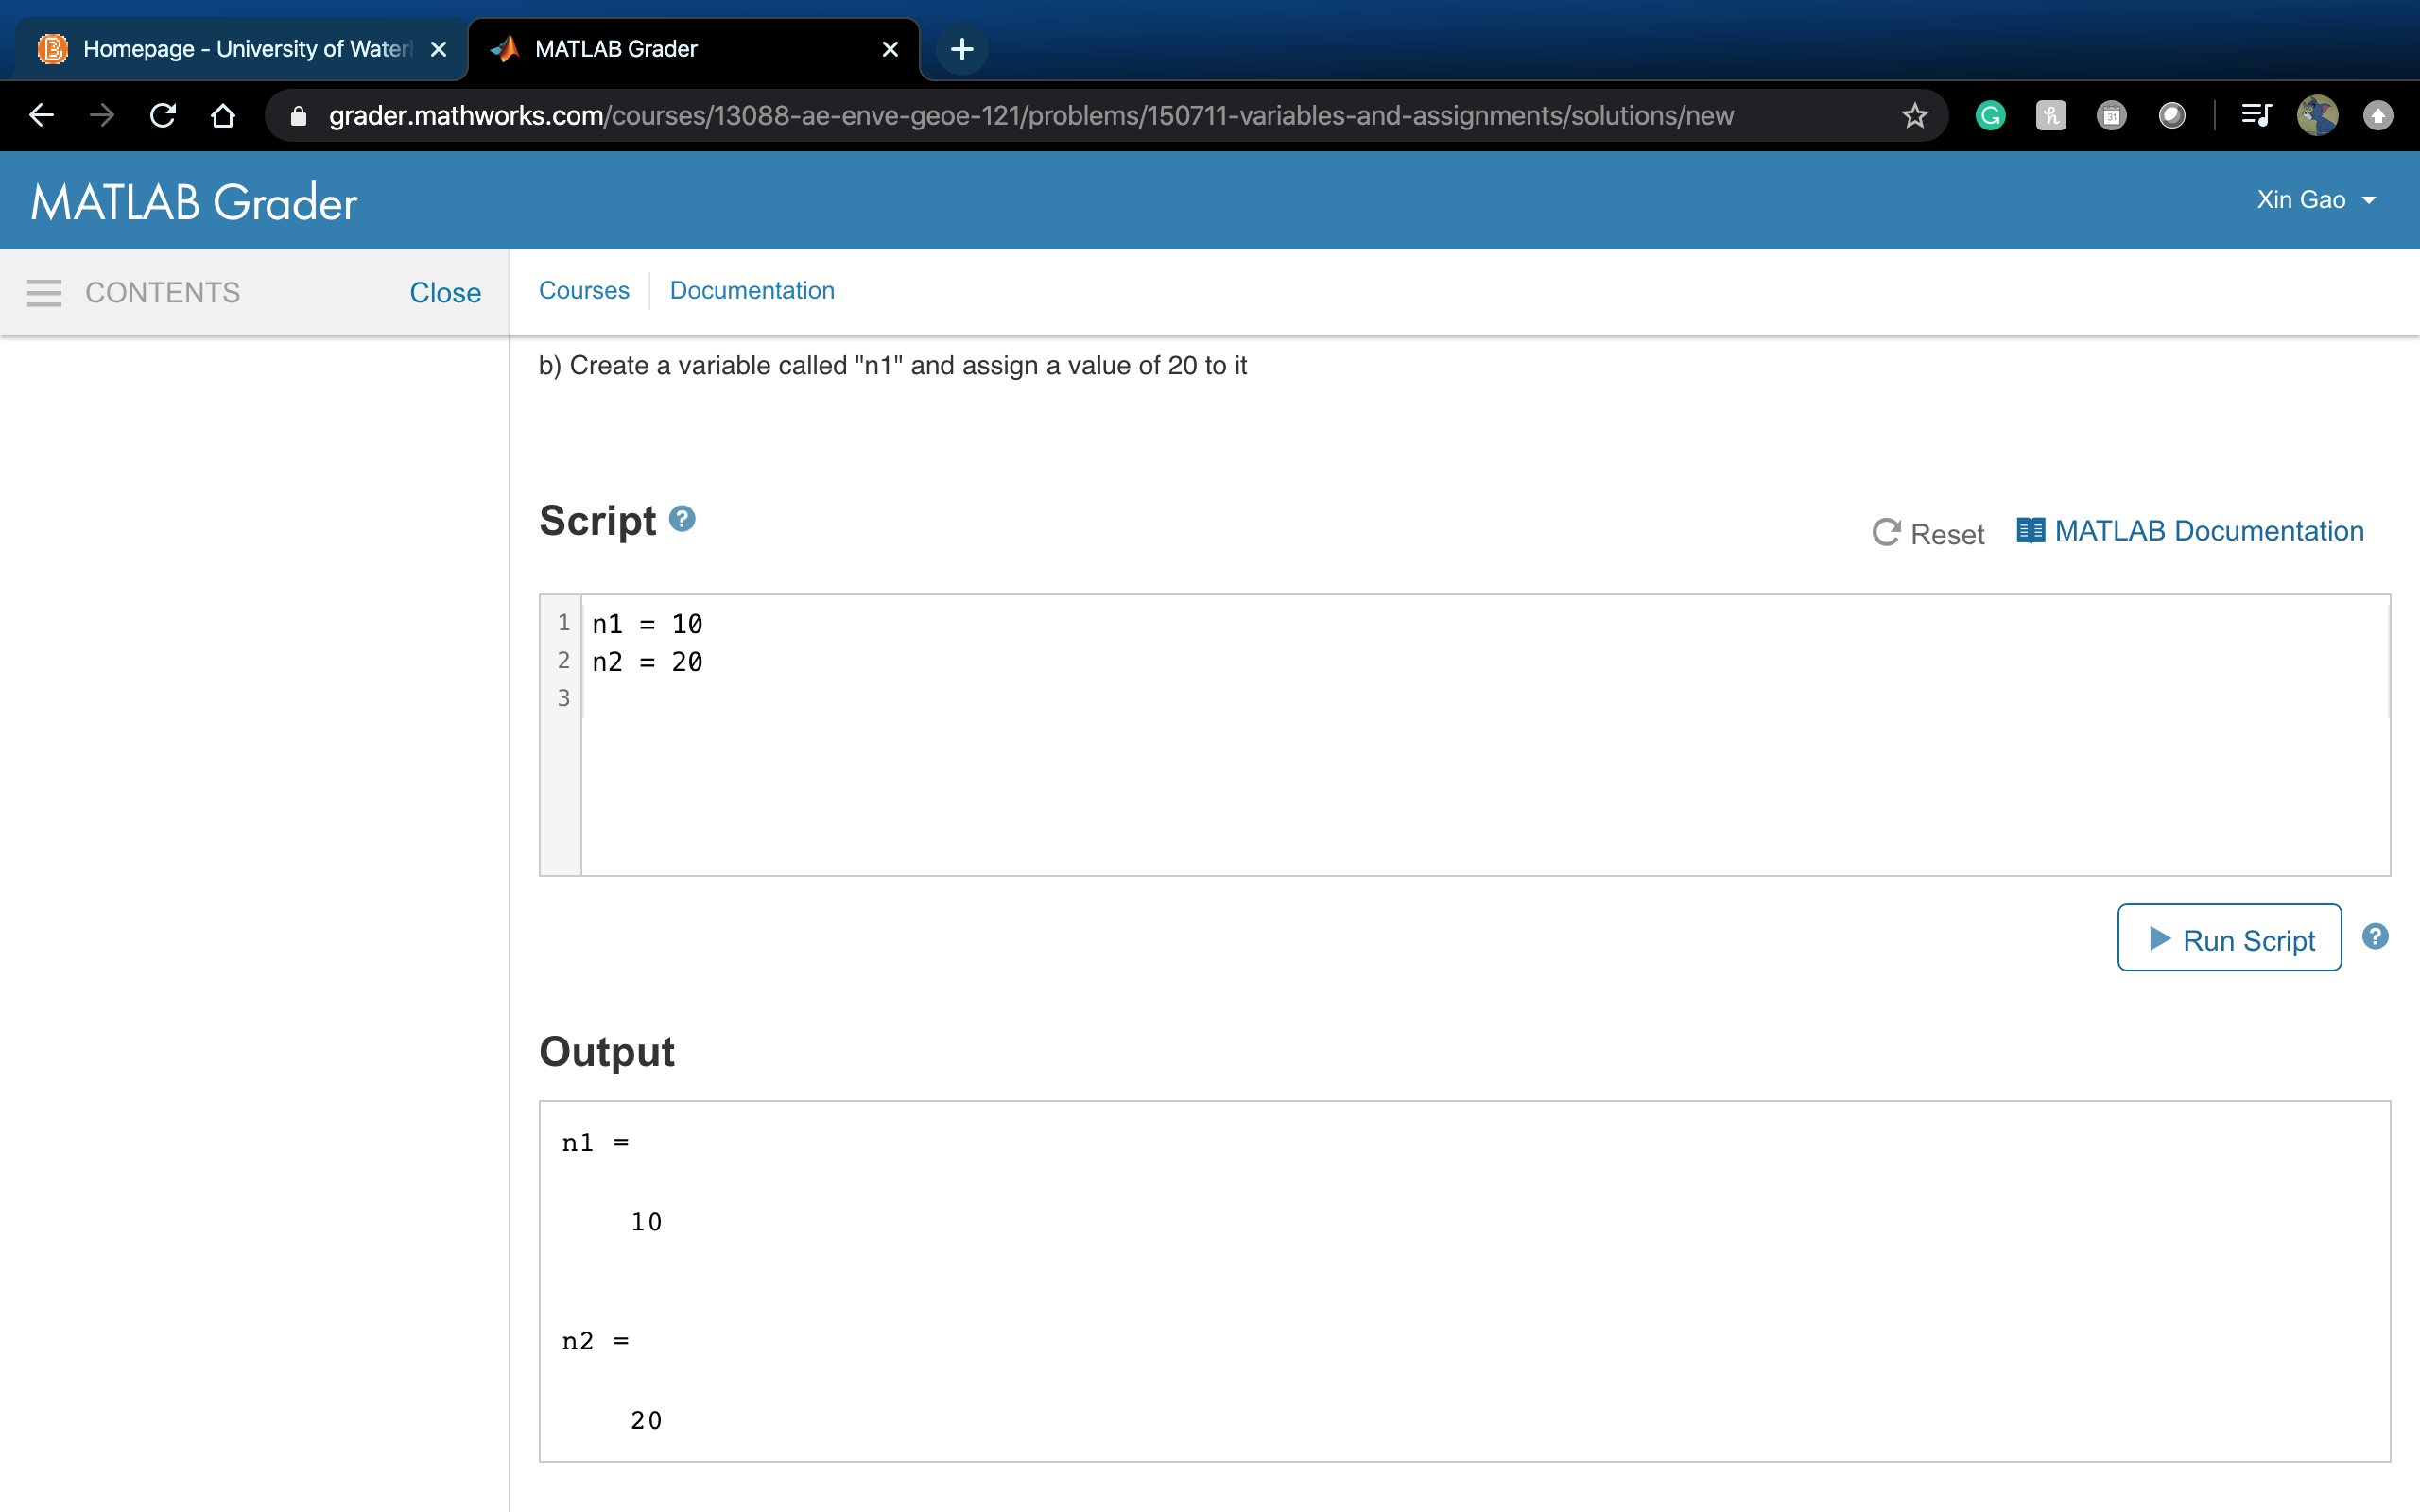 Homepage - University of Water
MATLAB Grader
grader.mathworks.com/courses/13088-ae-enve-geoe-121/problems/150711-variables-and-assignments/solutions/new
MATLAB Grader
Xin Gao
CONTENTS
Close
Courses
Documentation
b) Create a variable called "n1" and assign a value of 20 to it
Script ?
Reset
MATLAB Documentation
1 n1 = 10
2 n2 = 20
3
Run Script ?
Output
n1 =
10
n2 =
20